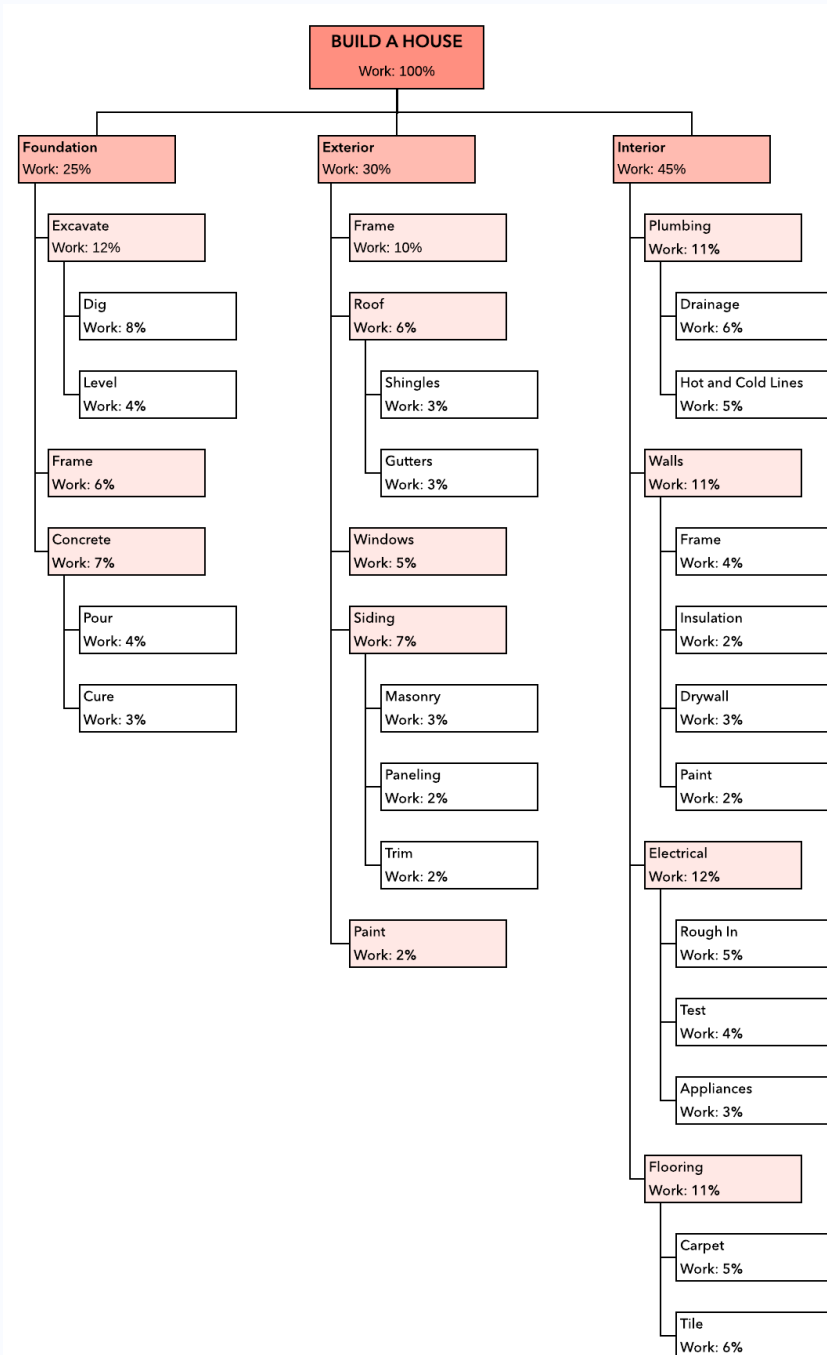 BUILD A HOUSE
Work: 100%
Foundation
Work: 25%
Excavate
Work: 12%
Dig
Work: 8%
Level
Work: 4%
Frame
Work: 6%
Concrete
Work: 7%
Pour
Work: 4%
Cure
Work: 3%
Exterior
Work: 30%
Frame
Work: 10%
Roof
Work: 6%
Shingles
Work: 3%
Gutters
Work: 3%
Windows
Work: 5%
Siding
Work: 7%
Masonry
Work: 3%
Paneling
Work: 2%
Trim
Work: 2%
Paint
Work: 2%
Interior
Work: 45%
Plumbing
Work: 11%
Drainage
Work: 6%
Hot and Cold Lines
Work: 5%
Walls
Work: 11%
Frame
Work: 4%
Insulation
Work: 2%
Drywall
Work: 3%
Paint
Work: 2%
Electrical
Work: 12%
Rough In
Work: 5%
Test
Work: 4%
Appliances
Work: 3%
Flooring
Work: 11%
Carpet
Work: 5%
Tile
Work: 6%